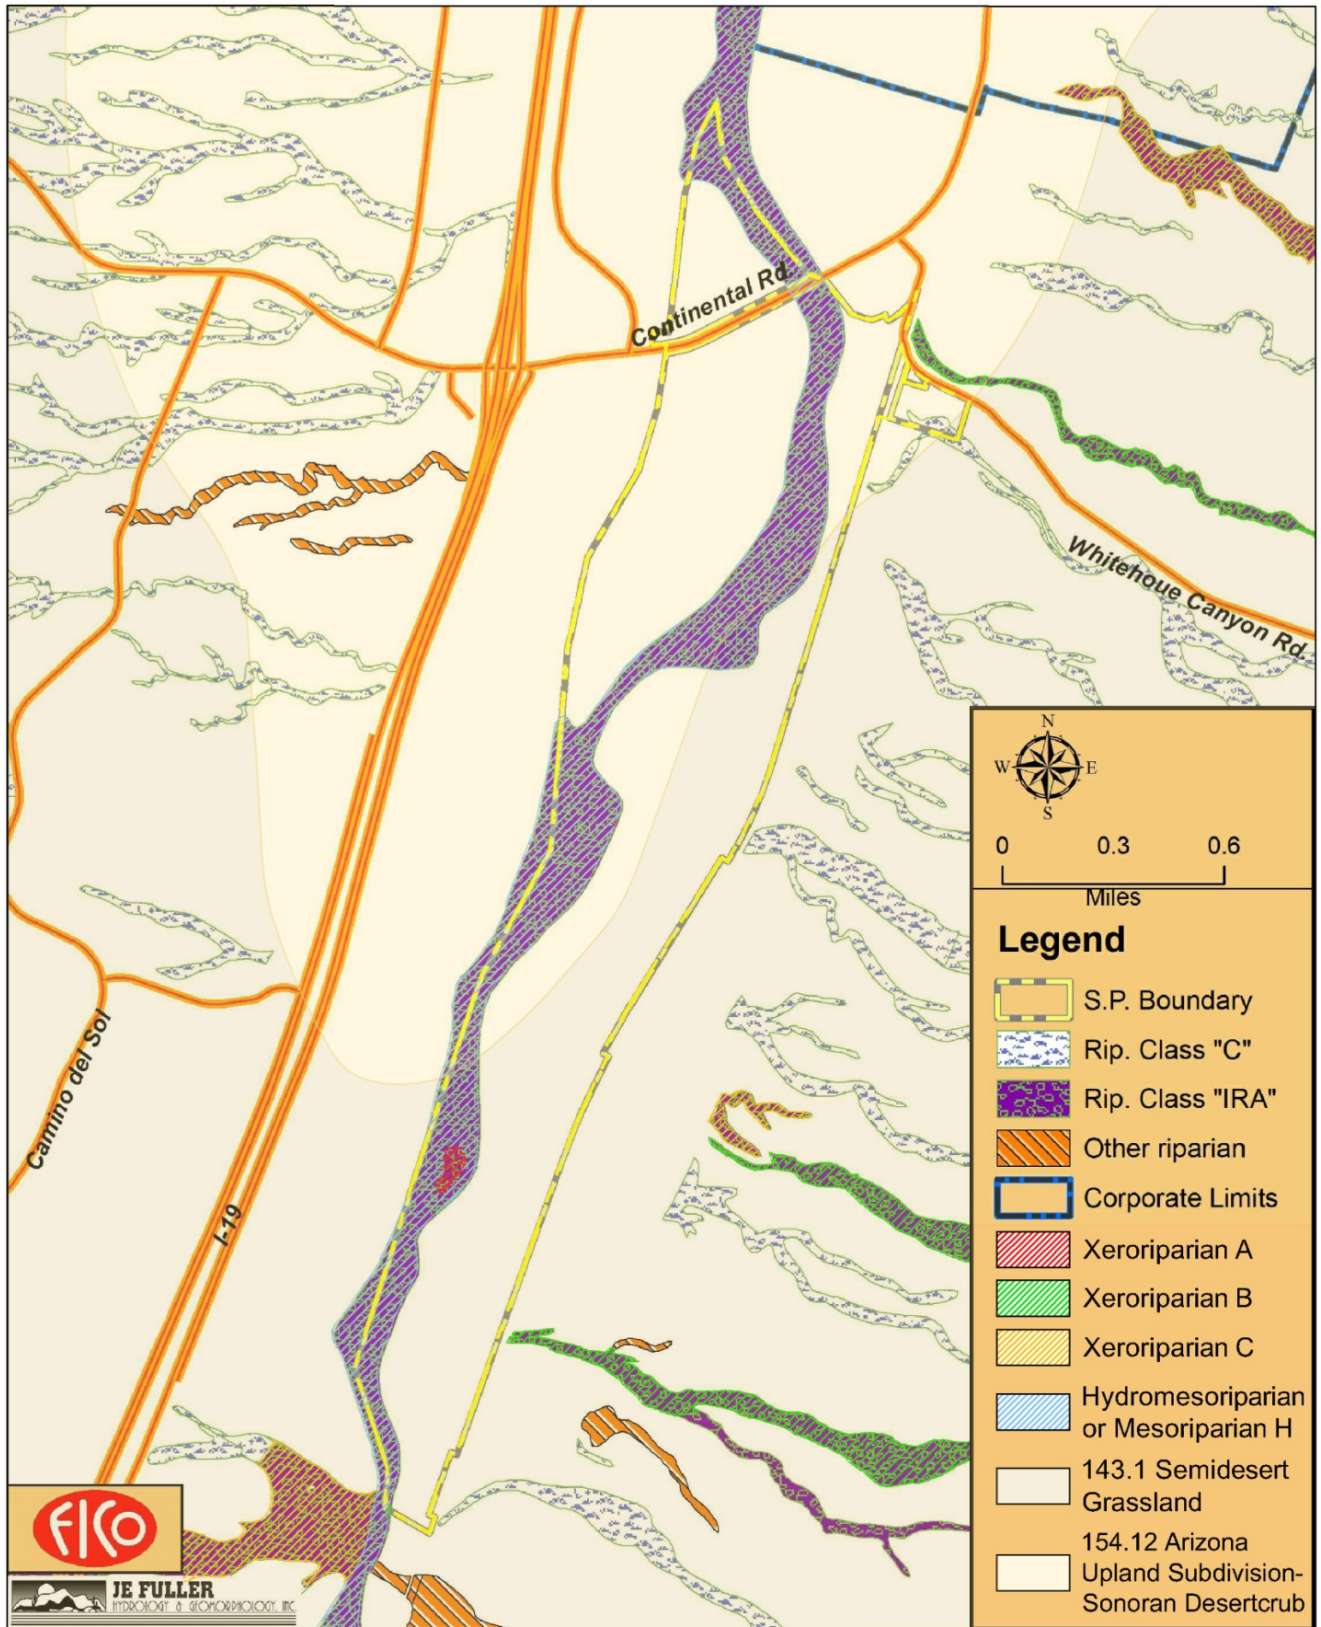 Continental Rd.
Whitehoue Canyon Rd.
N
W E
S
0 0.3 0.6
Miles
Legend
S.P. Boundary
Rip. Class "C"
Rip. Class "IRA"
Other riparian
Corporate Limits
Xeroriparian A
Xeroriparian B
Xeroriparian C
Hydromesoriparian
or Mesoriparian H
143.1 Semidesert
Grassland
154.12 Arizona
Upland Subdivision-
Sonoran Desertcrub
Camino del Sol
I-19
FICO
JE FULLER
HYDROLOGY & GEOMORPHOLOGY, INC.